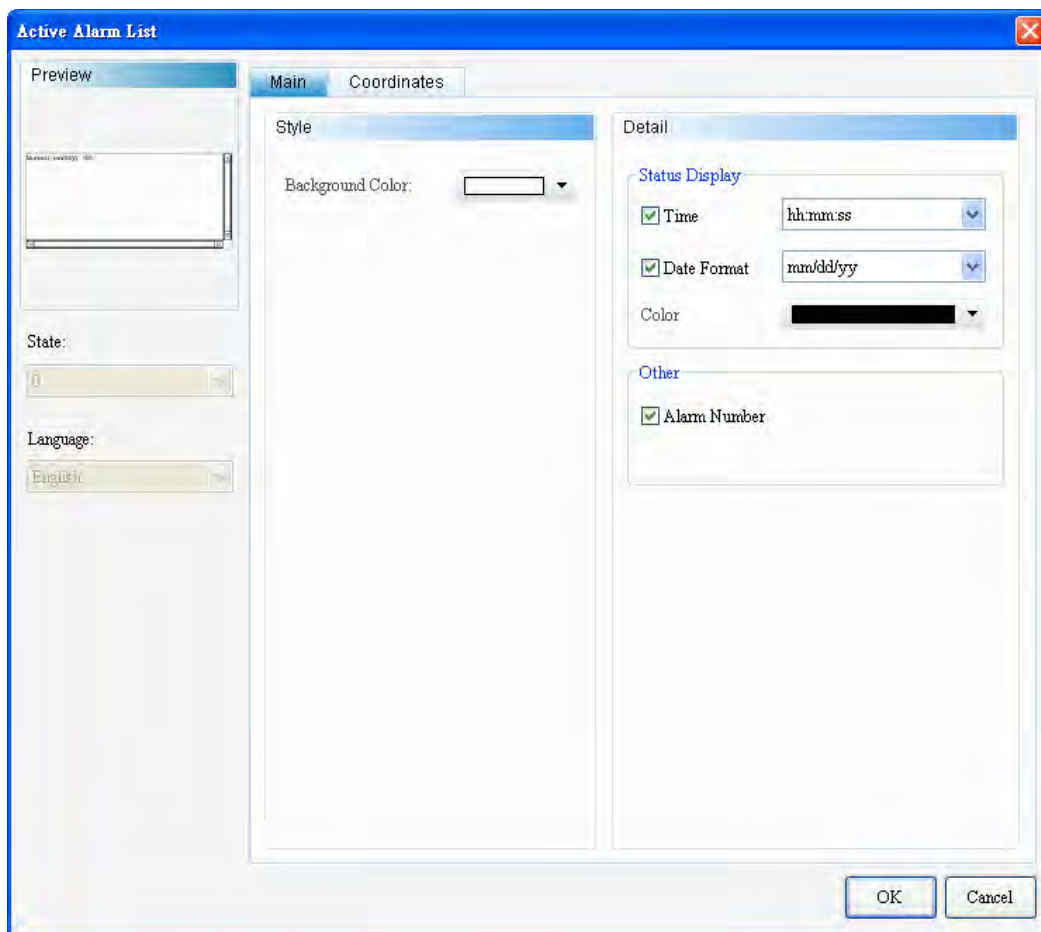 Active Alarm List
Preview
Main
Coordinates
Style
Detail
Background Color:
Status Display
Time
hh:mm:ss
Date Format
mm/dd/yy
Color
Other
Alarm Number
State:
0
Language:
English
OK
Cancel